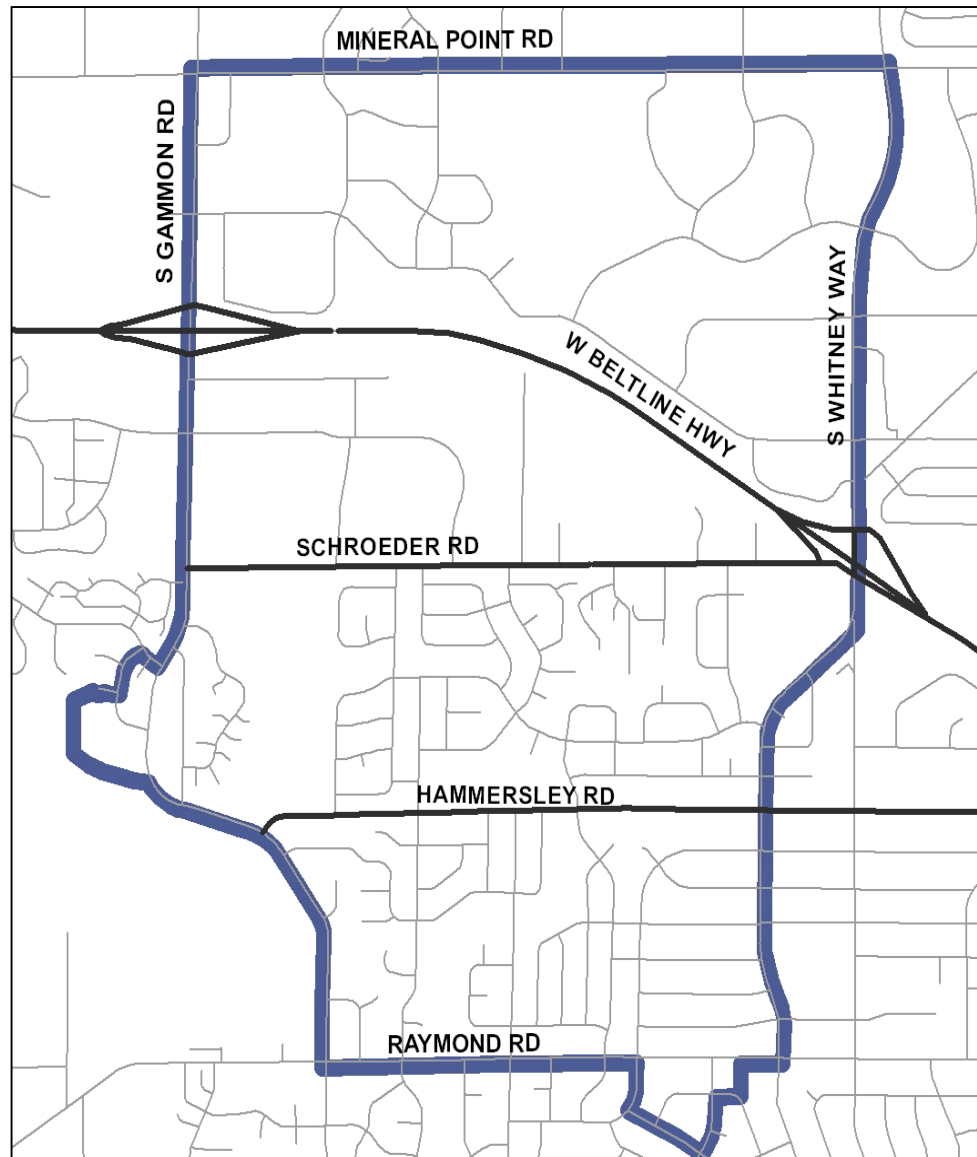 MINERAL POINT RD
S GAMMON RD
S WHITNEY WAY
W BELTLINE HWY
SCHROEDER RD
HAMMERSLEY RD
RAYMOND RD